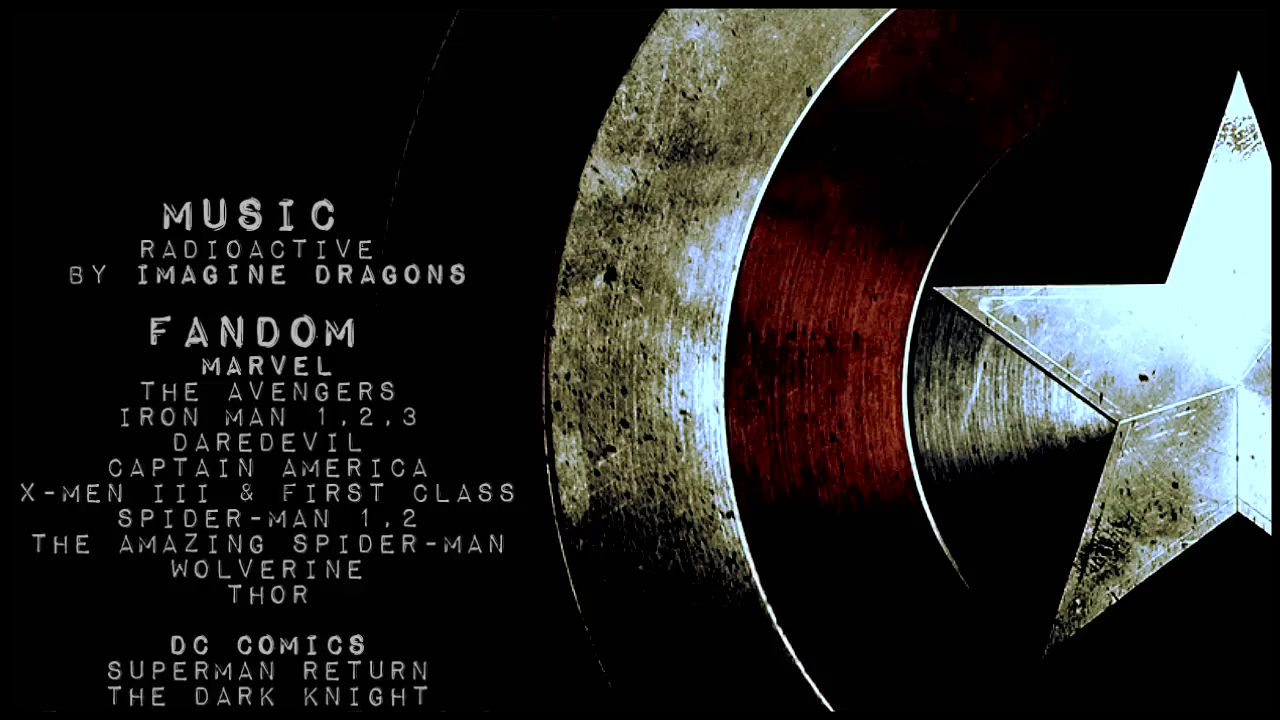 MUSIC
RADIOACTIVE
BY IMAGINE DRAGONS
FANDOM
MARVEL
THE AVENGERS
IRON MAN 1,2,3
DAREDEVIL
CAPTAIN AMERICA
X-MEN III & FIRST CLASS
SPIDER-MAN 1,2
THE AMAZING SPIDER-MAN
WOLVERINE
THOR
DC COMICS
SUPERMAN RETURN
THE DARK KNIGHT